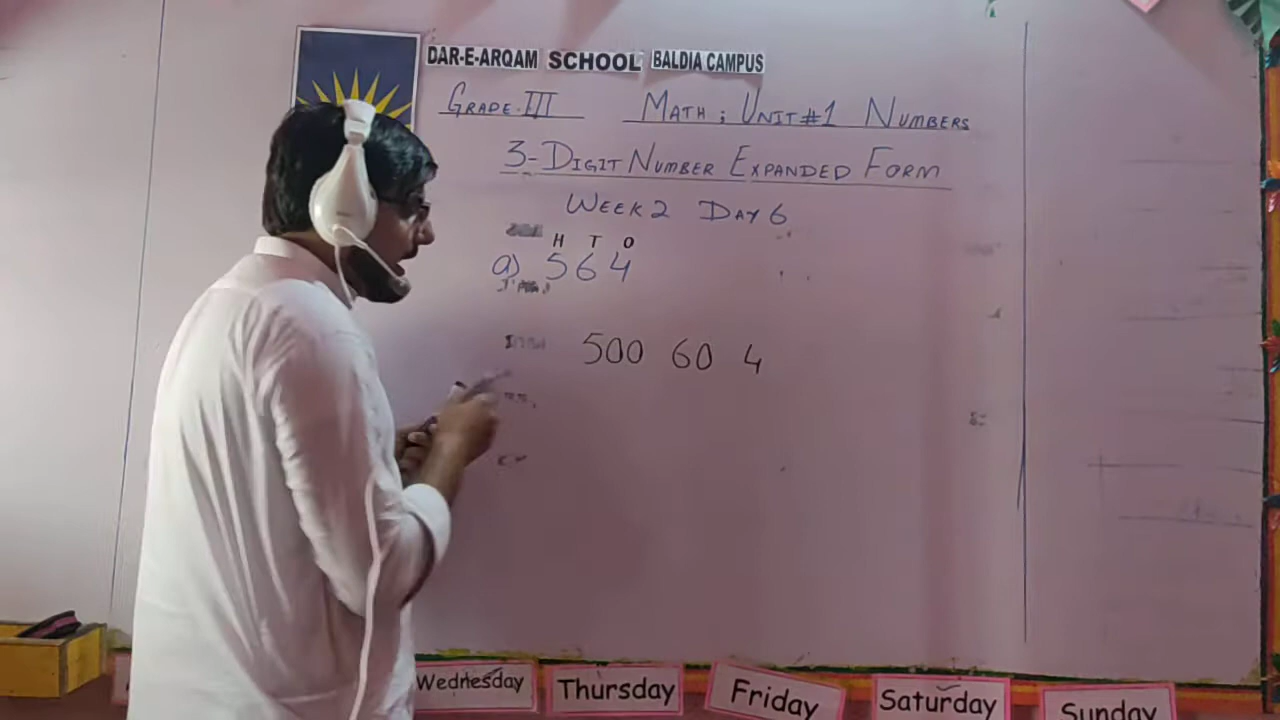 DAR-E-ARQAM SCHOOL BALDIA CAMPUS
GRADE-III MATH ; UNIT#1 NUMBERS
3-DIGIT NUMBER EXPANDED FORM
WEEK 2 DAY 6
H T O
a) 564
500 60 4
Wednesday Thursday Friday Saturday Sunday